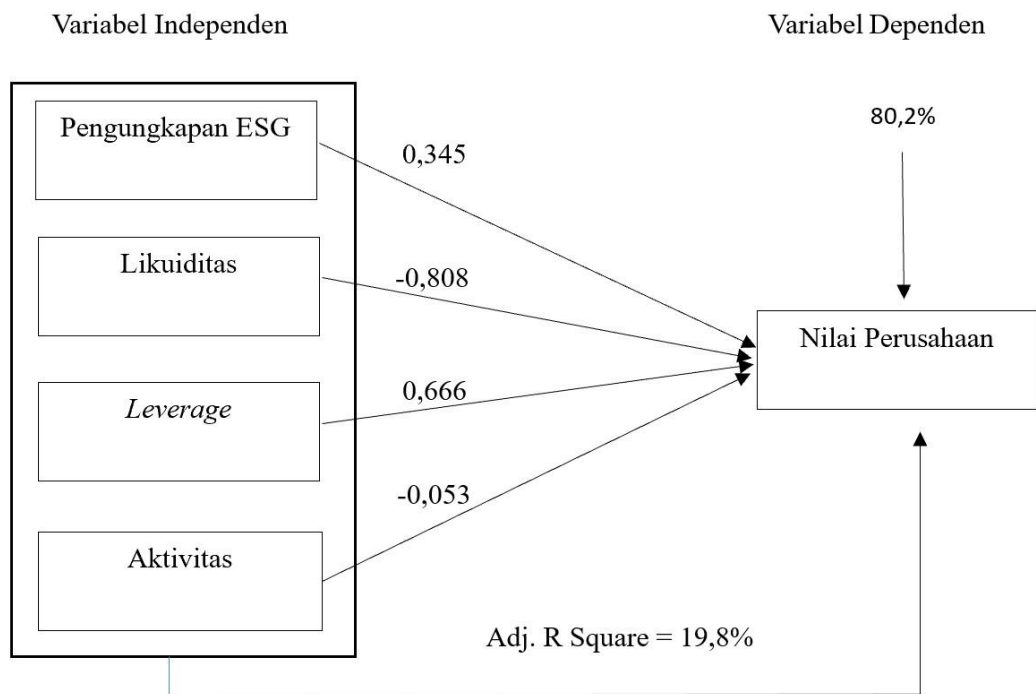 Variabel Independen
Variabel Dependen
80,2%
Pengungkapan ESG
0,345
Likuiditas
-0,808
Nilai Perusahaan
Leverage
0,666
-0,053
Aktivitas
Adj. R Square = 19,8%